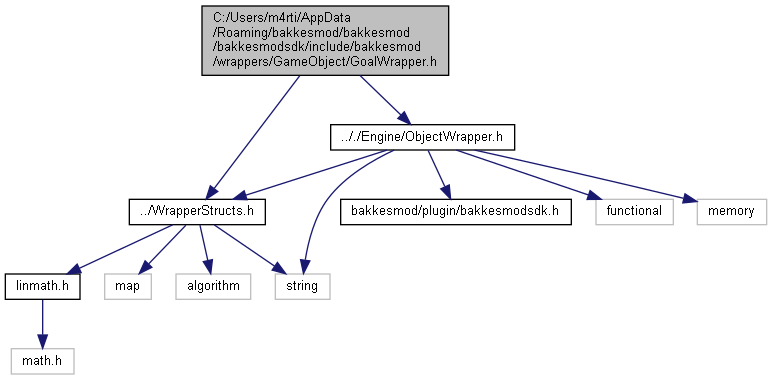 C:/Users/m4rti/AppData
/Roaming/bakkesmod/bakkesmod
/bakkesmodsdk/include/bakkesmod
/wrappers/GameObject/GoalWrapper.h
.././Engine/ObjectWrapper.h
../WrapperStructs.h
bakkesmod/plugin/bakkesmodsdk.h
functional
memory
linmath.h
map
algorithm
string
math.h